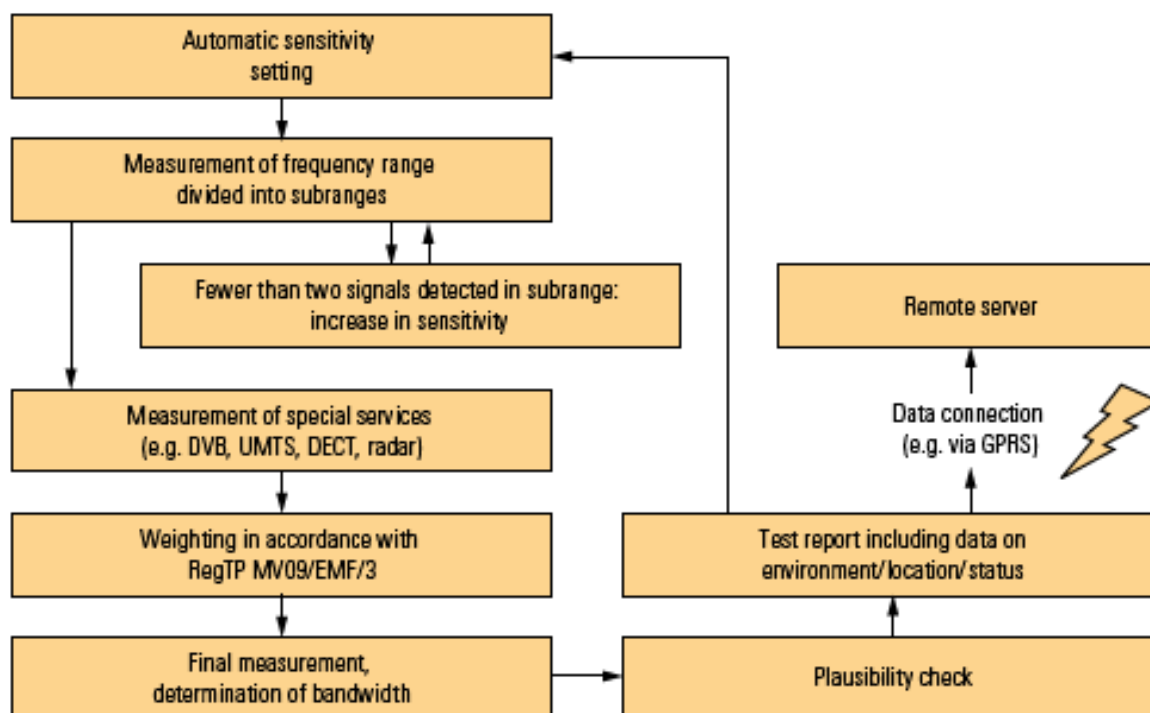 Automatic sensitivity
setting
Measurement of frequency range
divided into subranges
Fewer than two signals detected in subrange:
increase in sensitivity
Remote server
Measurement of special services
(e.g. DVB, UMTS, DECT, radar)
Data connection
(e.g. via GPRS)
Weighting in accordance with
RegTP MV09/EMF/3
Test report including data on
environment/location/status
Final measurement,
determination of bandwidth
Plausibility check